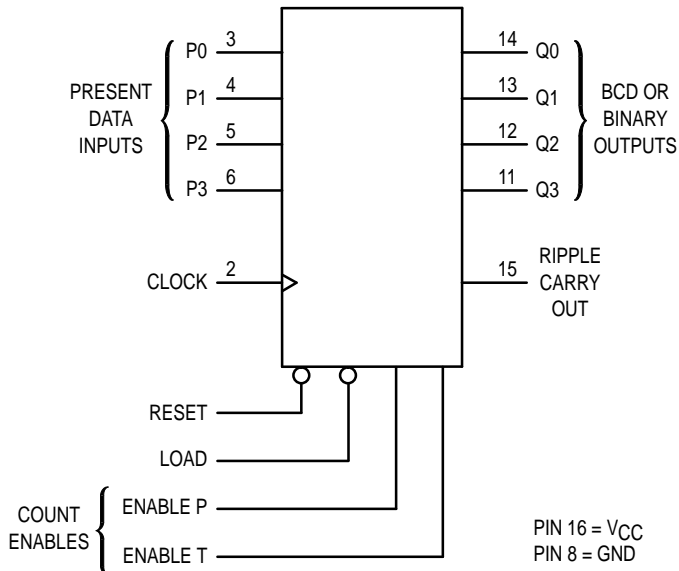 P0 3
P1 4
P2 5
P3 6
PRESENT
DATA
INPUTS
14 Q0
13 Q1
12 Q2
11 Q3
BCD OR
BINARY
OUTPUTS
CLOCK 2
15 RIPPLE
CARRY
OUT
RESET
LOAD
COUNT
ENABLES
ENABLE P
ENABLE T
PIN 16 = VCC
PIN 8 = GND